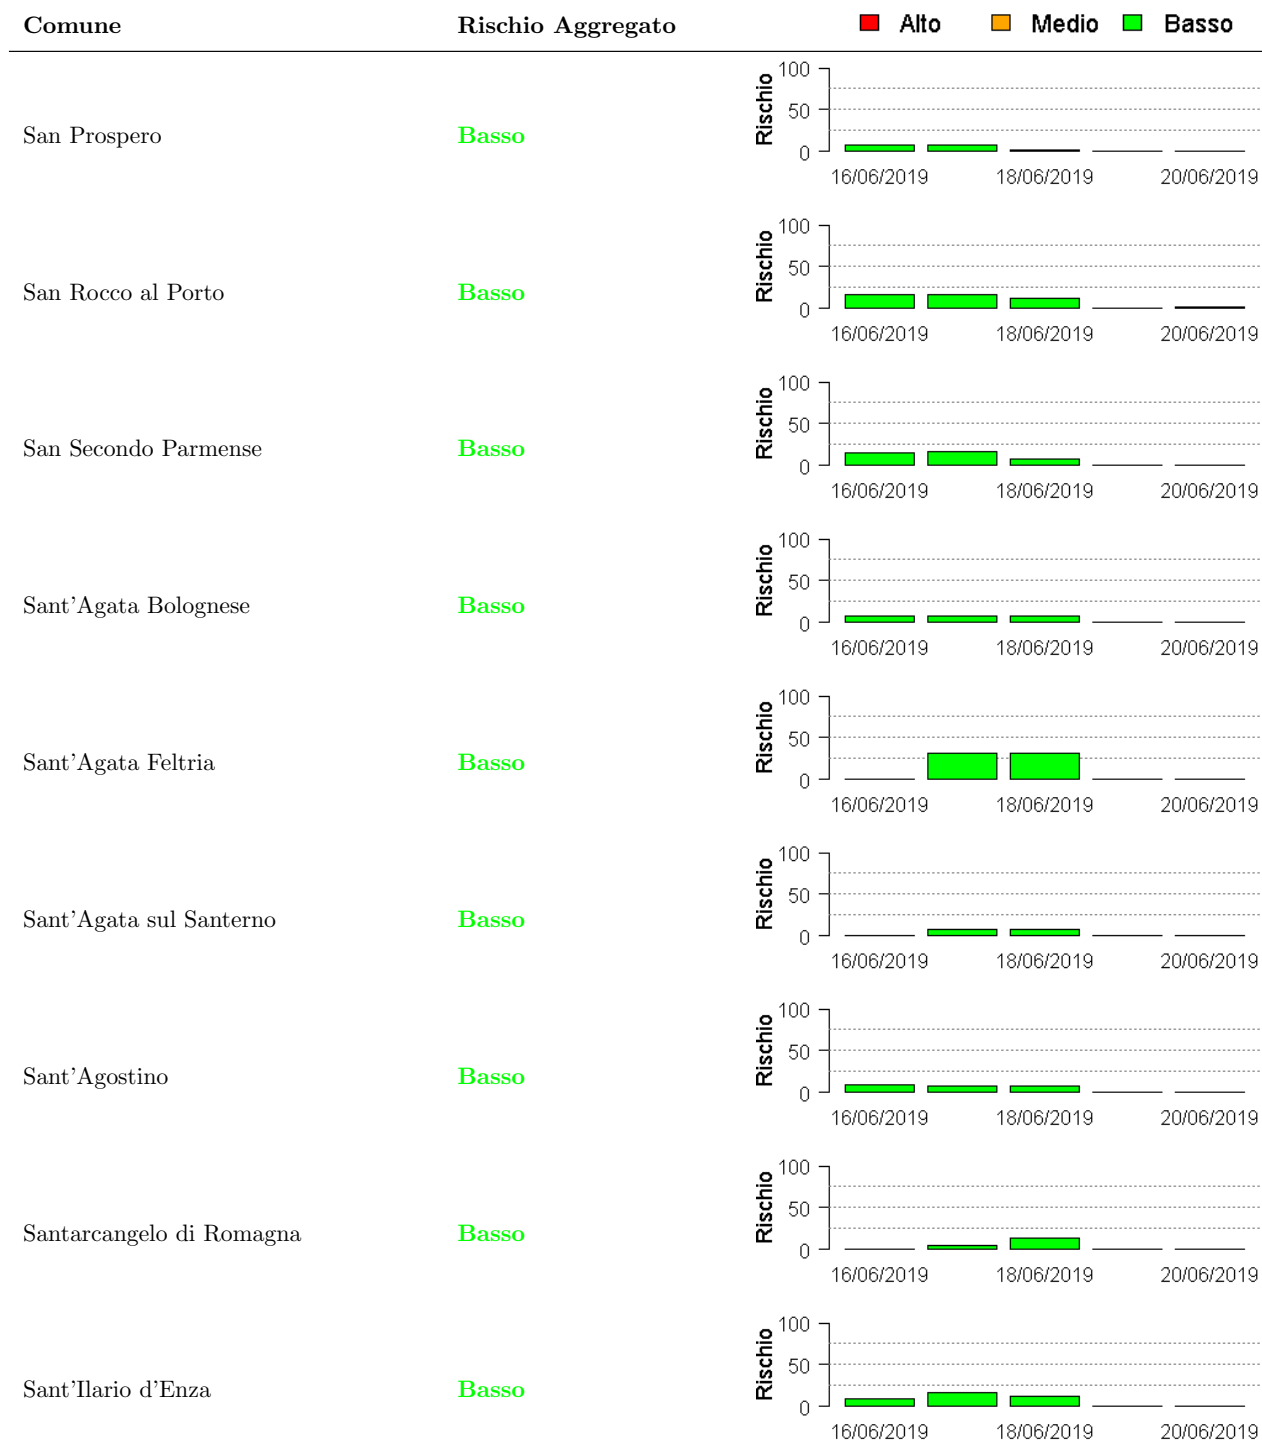 Comune Rischio Aggregato Alto Medio Basso
San Prospero Basso
Rischio
100
50
0
16/06/2019 18/06/2019 20/06/2019
San Rocco al Porto Basso
Rischio
100
50
0
16/06/2019 18/06/2019 20/06/2019
San Secondo Parmense Basso
Rischio
100
50
0
16/06/2019 18/06/2019 20/06/2019
Sant'Agata Bolognese Basso
Rischio
100
50
0
16/06/2019 18/06/2019 20/06/2019
Sant'Agata Feltria Basso
Rischio
100
50
0
16/06/2019 18/06/2019 20/06/2019
Sant'Agata sul Santerno Basso
Rischio
100
50
0
16/06/2019 18/06/2019 20/06/2019
Sant'Agostino Basso
Rischio
100
50
0
16/06/2019 18/06/2019 20/06/2019
Santarcangelo di Romagna Basso
Rischio
100
50
0
16/06/2019 18/06/2019 20/06/2019
Sant'Ilario d'Enza Basso
Rischio
100
50
0
16/06/2019 18/06/2019 20/06/2019